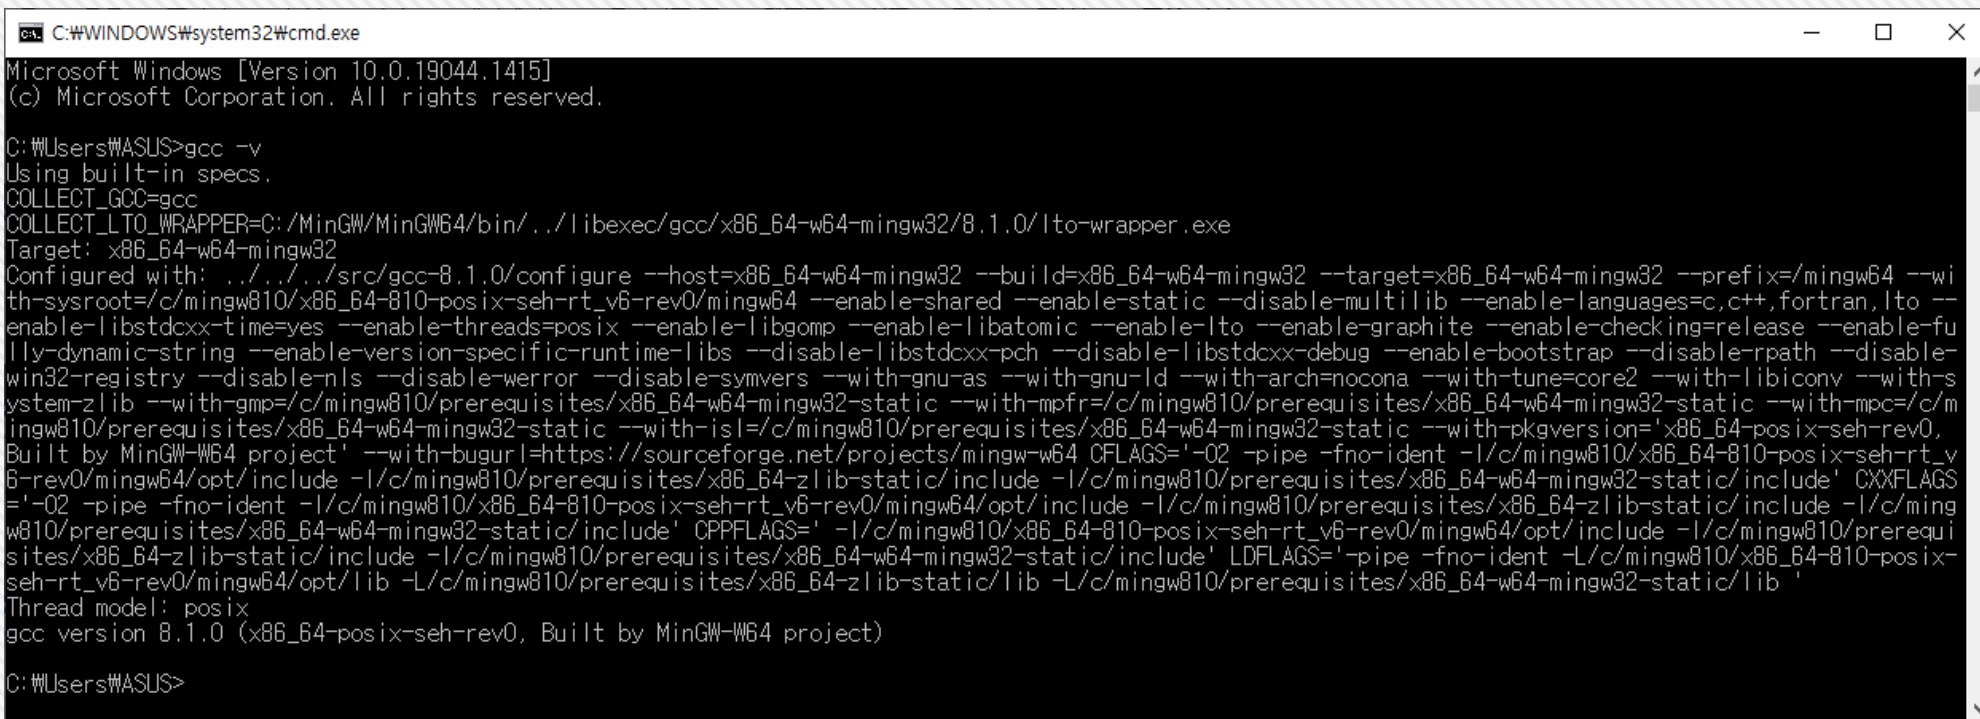 C:₩WINDOWS₩system32₩cmd.exe
Microsoft Windows [Version 10.0.19044.1415]
(c) Microsoft Corporation. All rights reserved.
C:₩Users₩ASUS>gcc -v
Using built-in specs.
COLLECT_GCC=gcc
COLLECT_LTO_WRAPPER=C:/MinGW/MinGW64/bin/../libexec/gcc/x86_64-w64-mingw32/8.1.0/lto-wrapper.exe
Target: x86_64-w64-mingw32
Configured with: ../../../src/gcc-8.1.0/configure --host=x86_64-w64-mingw32 --build=x86_64-w64-mingw32 --target=x86_64-w64-mingw32 --prefix=/mingw64 --wi
th-sysroot=/c/mingw810/x86_64-810-posix-seh-rt_v6-rev0/mingw64 --enable-shared --enable-static --disable-multilib --enable-languages=c,c++,fortran,lto --
enable-libstdcxx-time=yes --enable-threads=posix --enable-libgomp --enable-libatomic --enable-lto --enable-graphite --enable-checking=release --enable-fu
lly-dynamic-string --enable-version-specific-runtime-libs --disable-libstdcxx-pch --disable-libstdcxx-debug --enable-bootstrap --disable-rpath --disable-
win32-registry --disable-nls --disable-werror --disable-symvers --with-gnu-as --with-gnu-ld --with-arch=nocona --with-tune=core2 --with-libiconv --with-s
ystem-zlib --with-gmp=/c/mingw810/prerequisites/x86_64-w64-mingw32-static --with-mpfr=/c/mingw810/prerequisites/x86_64-w64-mingw32-static --with-mpc=/c/m
ingw810/prerequisites/x86_64-w64-mingw32-static --with-isl=/c/mingw810/prerequisites/x86_64-w64-mingw32-static --with-pkgversion='x86_64-posix-seh-rev0,
Built by MinGW-W64 project' --with-bugurl=https://sourceforge.net/projects/mingw-w64 CFLAGS='-O2 -pipe -fno-ident -I/c/mingw810/x86_64-810-posix-seh-rt_v
6-rev0/mingw64/opt/include -I/c/mingw810/prerequisites/x86_64-zlib-static/include -I/c/mingw810/prerequisites/x86_64-w64-mingw32-static/include' CXXFLAGS
='-O2 -pipe -fno-ident -I/c/mingw810/x86_64-810-posix-seh-rt_v6-rev0/mingw64/opt/include -I/c/mingw810/prerequisites/x86_64-zlib-static/include -I/c/ming
w810/prerequisites/x86_64-w64-mingw32-static/include' CPPFLAGS=' -I/c/mingw810/x86_64-810-posix-seh-rt_v6-rev0/mingw64/opt/include -I/c/mingw810/prerequi
sites/x86_64-zlib-static/include -I/c/mingw810/prerequisites/x86_64-w64-mingw32-static/include' LDFLAGS='-pipe -fno-ident -L/c/mingw810/x86_64-810-posix-
seh-rt_v6-rev0/mingw64/opt/lib -L/c/mingw810/prerequisites/x86_64-zlib-static/lib -L/c/mingw810/prerequisites/x86_64-w64-mingw32-static/lib '
Thread model: posix
gcc version 8.1.0 (x86_64-posix-seh-rev0, Built by MinGW-W64 project)
C:₩Users₩ASUS>